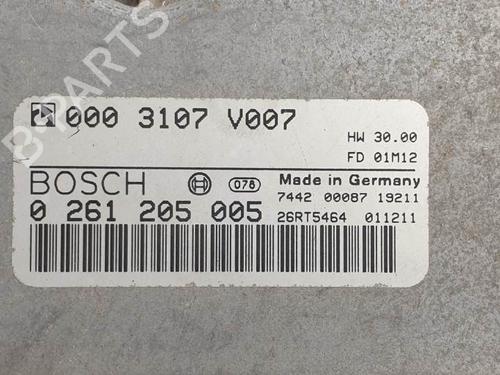 B-PARTS
000 3107 V007
HW 30.00
FD 01M12
BOSCH 078 Made in Germany
7442 00087 19211
0 261 205 005 26RT5464 011211